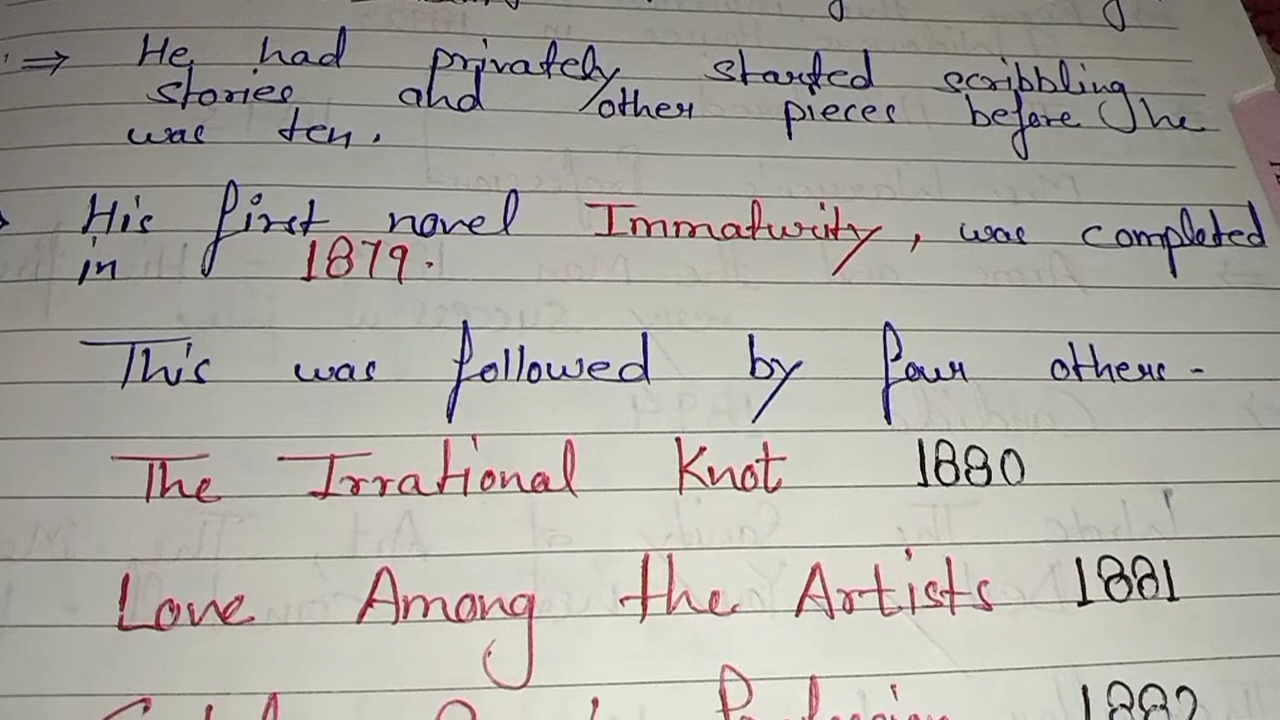 ⇒ He had privately started scribbling
stories and other pieces before he
was ten.
His first novel Immaturity, was completed
in 1879.
This was followed by four others -
The Irrational Knot 1880
Love Among the Artists 1881
1882